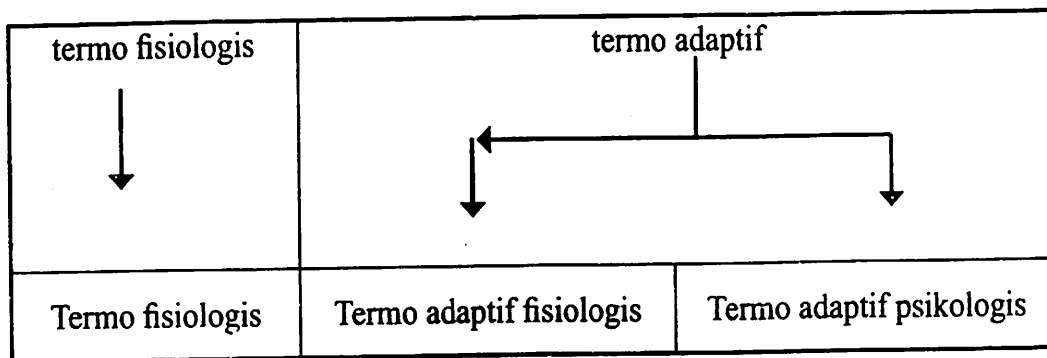 termo fisiologis
termo adaptif
Termo fisiologis
Termo adaptif fisiologis
Termo adaptif psikologis